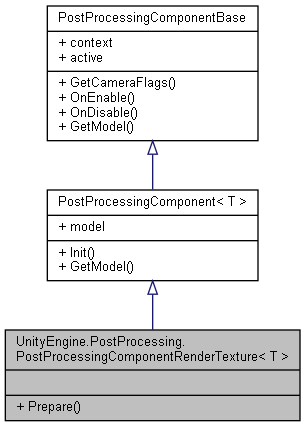 PostProcessingComponentBase
+ context
+ active
+ GetCameraFlags()
+ OnEnable()
+ OnDisable()
+ GetModel()
PostProcessingComponent< T >
+ model
+ Init()
+ GetModel()
UnityEngine.PostProcessing.
PostProcessingComponentRenderTexture< T >
+ Prepare()